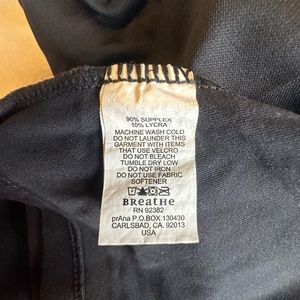 90% SUPPLEX
10% LYCRA
MACHINE WASH COLD
DO NOT LAUNDER THIS
GARMENT WITH ITEMS
THAT USE VELCRO
DO NOT BLEACH
TUMBLE DRY LOW
DO NOT IRON
DO NOT USE FABRIC
SOFTENER
BReatHe
RN 92382
prAna P.O.BOX 130430
CARLSBAD, CA. 92013
USA